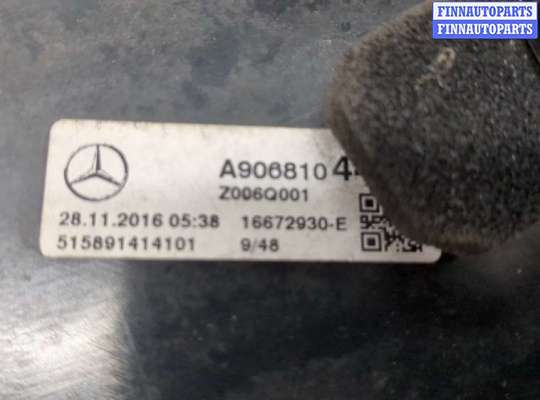 FINNAUTOPARTS
FINNAUTOPARTS
A906810
Z006Q001
28.11.2016 05:38 16672930-E
515891414101 9/48